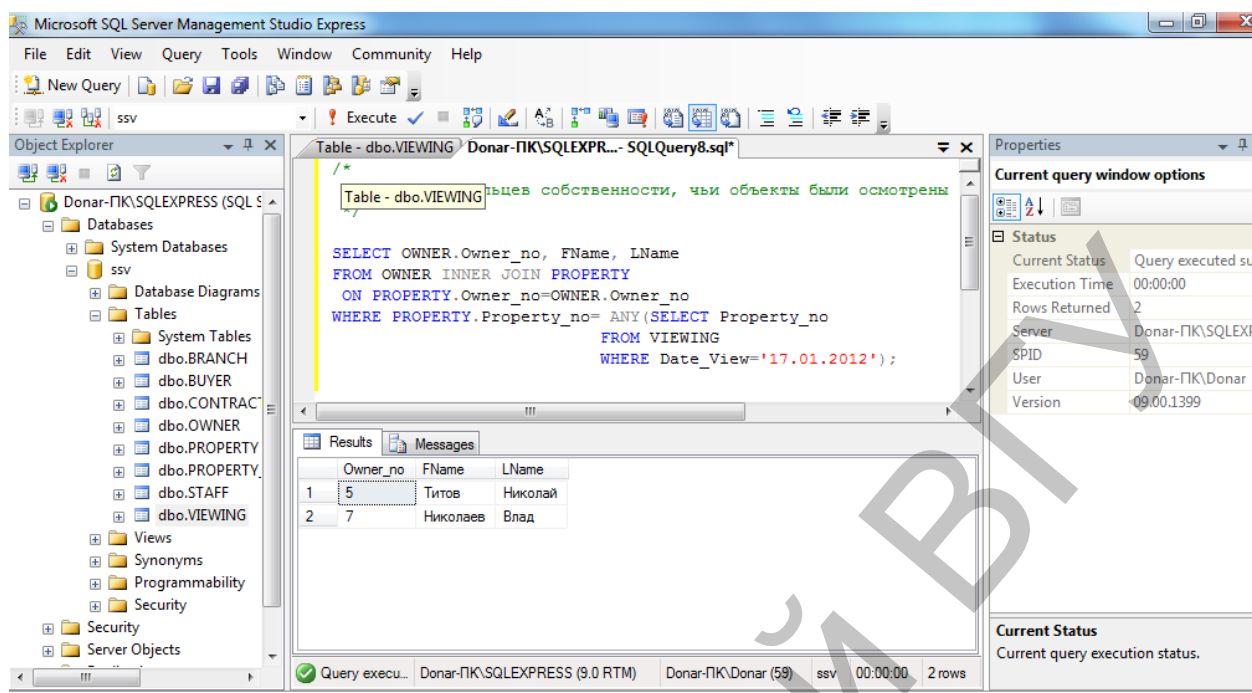 Microsoft SQL Server Management Studio Express
File Edit View Query Tools Window Community Help
New Query
ssv Execute
Object Explorer
Donar-ПК\SQLEXPRESS (SQL S
Databases
System Databases
ssv
Database Diagrams
Tables
System Tables
dbo.BRANCH
dbo.BUYER
dbo.CONTRACT
dbo.OWNER
dbo.PROPERTY
dbo.PROPERTY_
dbo.STAFF
dbo.VIEWING
Views
Synonyms
Programmability
Security
Security
Server Objects
Table - dbo.VIEWING Donar-ПК\SQLEXPR...- SQLQuery8.sql*
/*
собственности, чьи объекты были осмотрены
Table - dbo.VIEWING
*/
SELECT OWNER.Owner_no, FName, LName
FROM OWNER INNER JOIN PROPERTY
ON PROPERTY.Owner_no=OWNER.Owner_no
WHERE PROPERTY.Property_no= ANY(SELECT Property_no
FROM VIEWING
WHERE Date_View='17.01.2012');
Results Messages
Owner_no FName LName
1 5 Титов Николай
2 7 Николаев Влад
Query execu... Donar-ПК\SQLEXPRESS (9.0 RTM) Donar-ПК\Donar (59) ssv 00:00:00 2 rows
Properties
Current query window options
Status
Current Status Query executed su
Execution Time 00:00:00
Rows Returned 2
Server Donar-ПК\SQLEXP
SPID 59
User Donar-ПК\Donar
Version 09.00.1399
Current Status
Current query execution status.
Й ВГУ